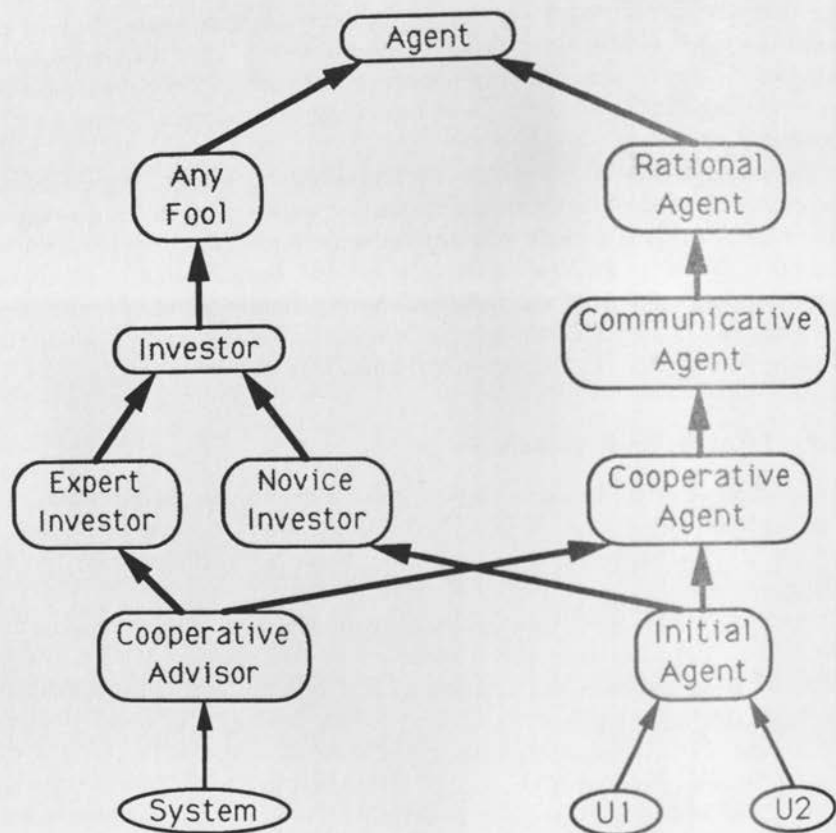 Agent
Any
Fool
Rational
Agent
Investor
Communicative
Agent
Expert
Investor
Novice
Investor
Cooperative
Agent
Cooperative
Advisor
Initial
Agent
System
U1
U2